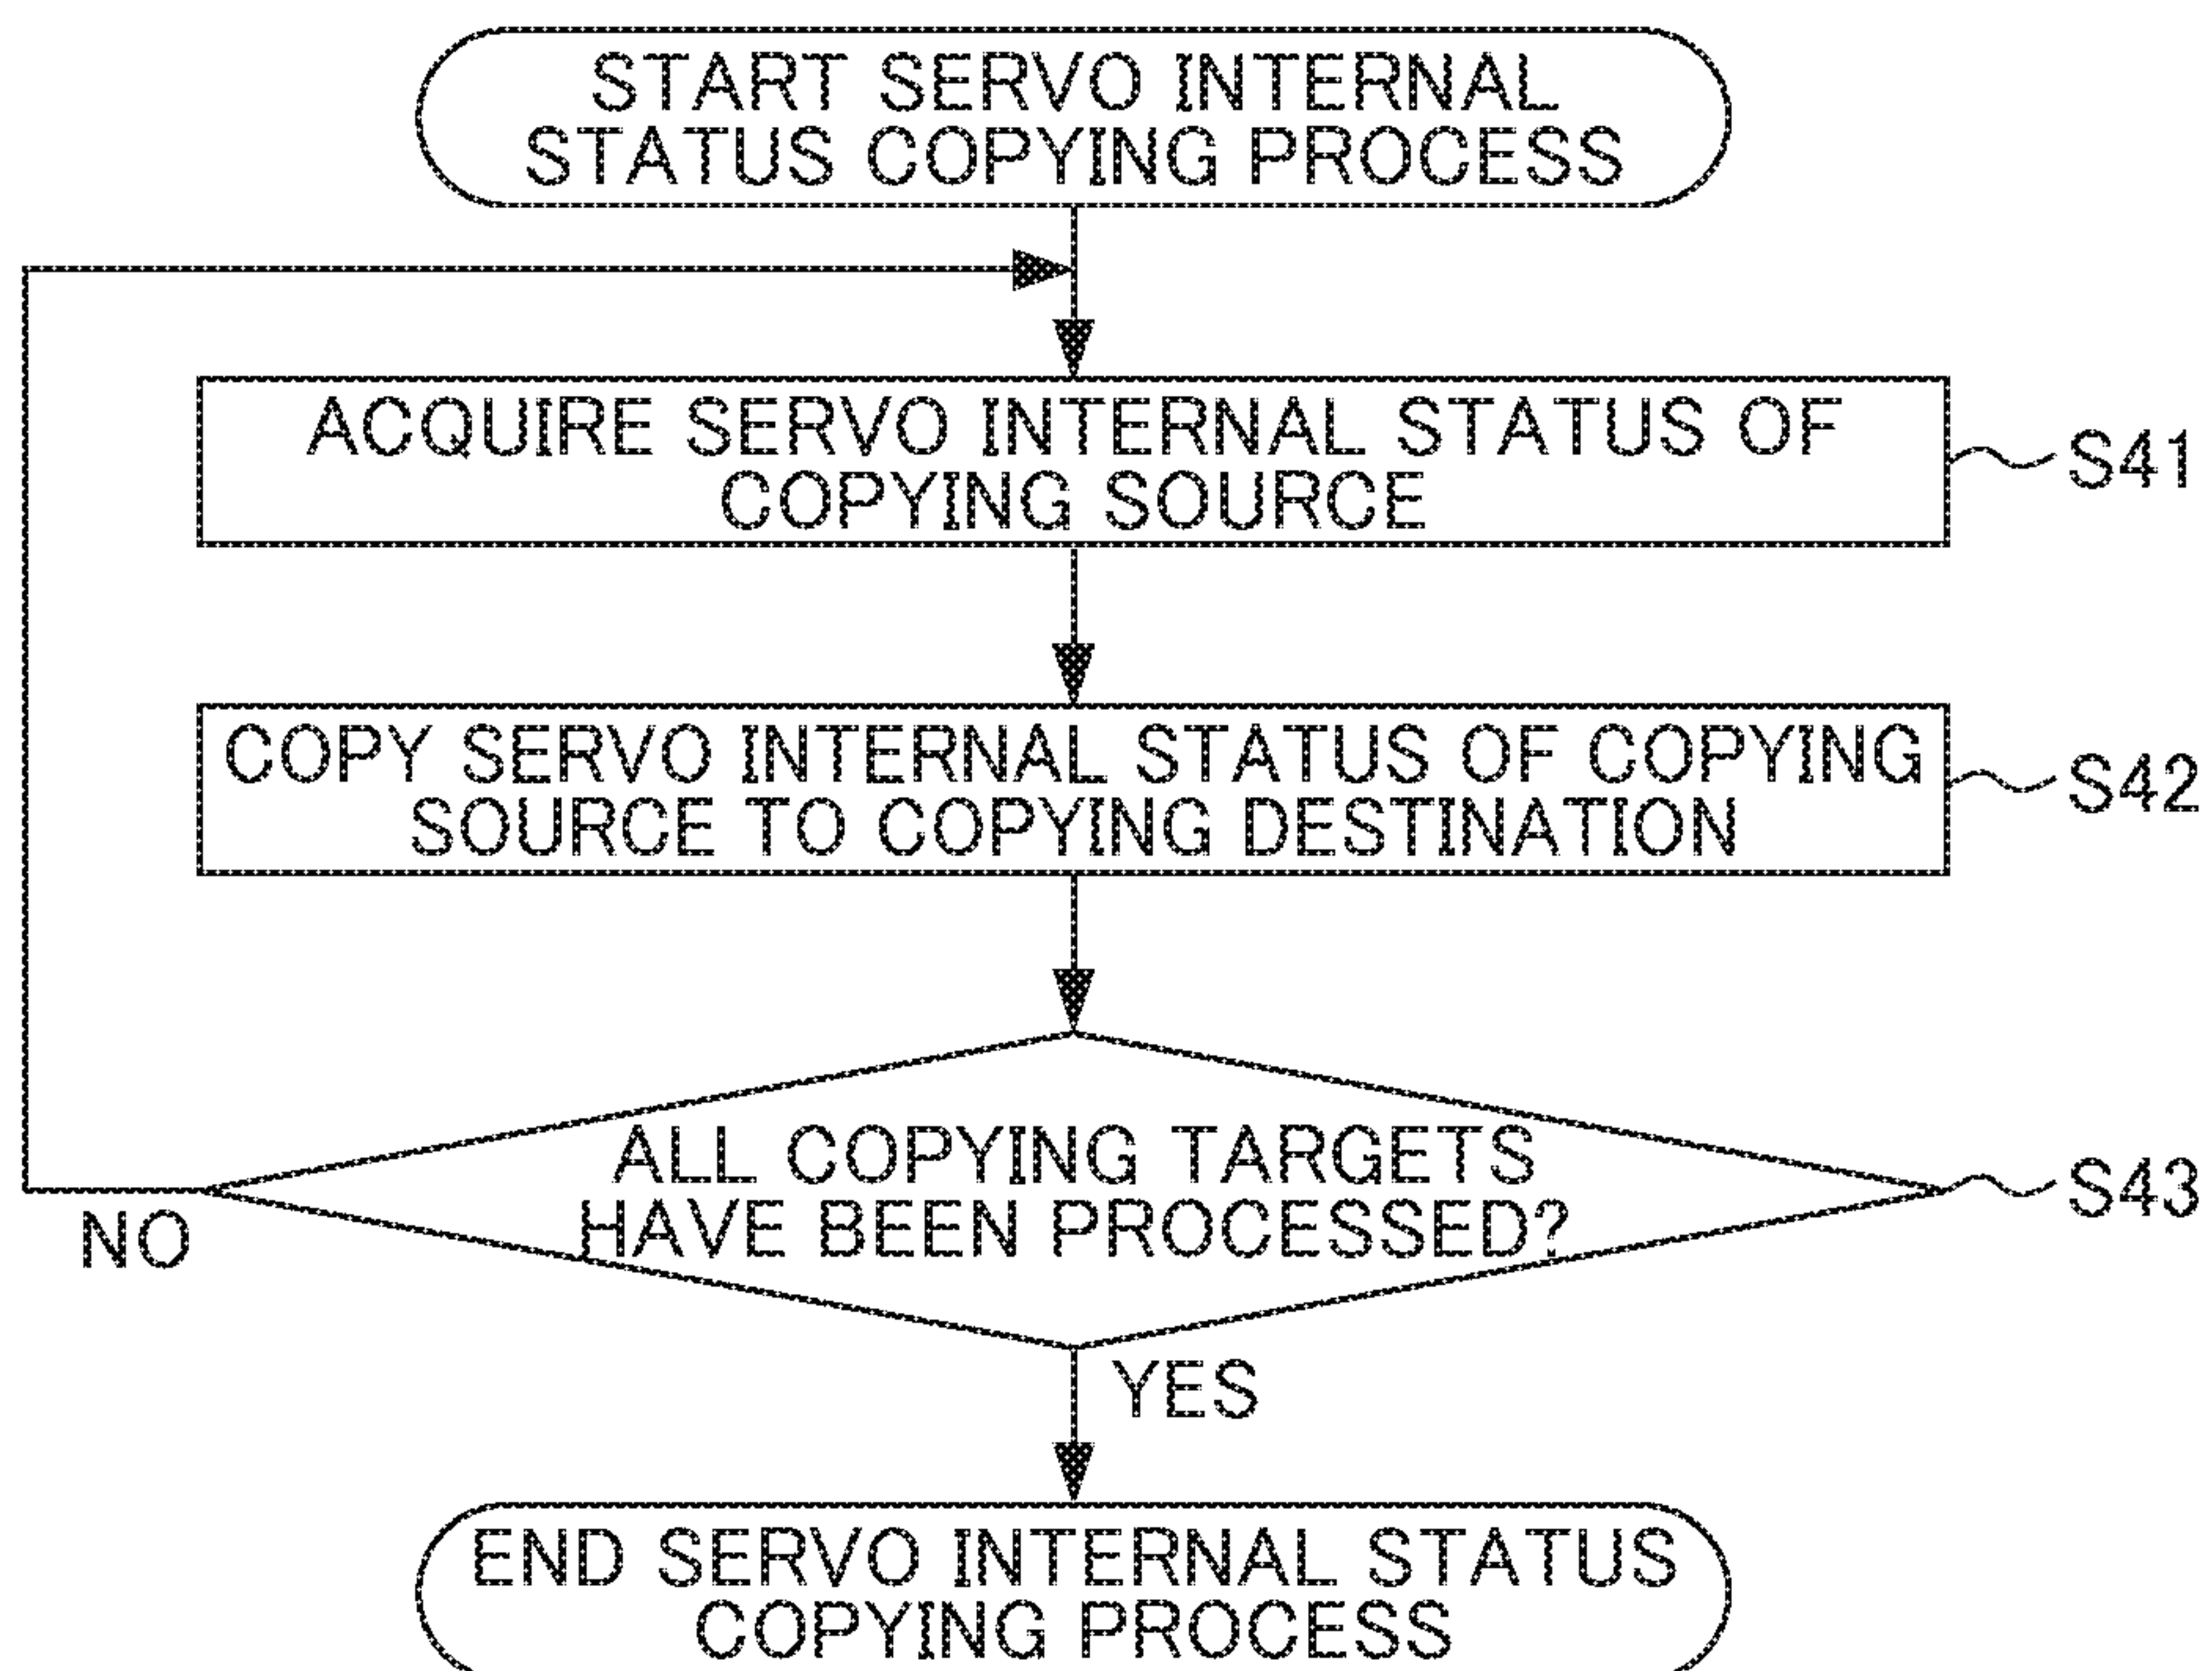 START SERVO INTERNAL
STATUS COPYING PROCESS
ACQUIRE SERVO INTERNAL STATUS OF
COPYING SOURCE
S41
COPY SERVO INTERNAL STATUS OF COPYING
SOURCE TO COPYING DESTINATION
S42
ALL COPYING TARGETS
HAVE BEEN PROCESSED?
S43
NO
YES
END SERVO INTERNAL STATUS
COPYING PROCESS